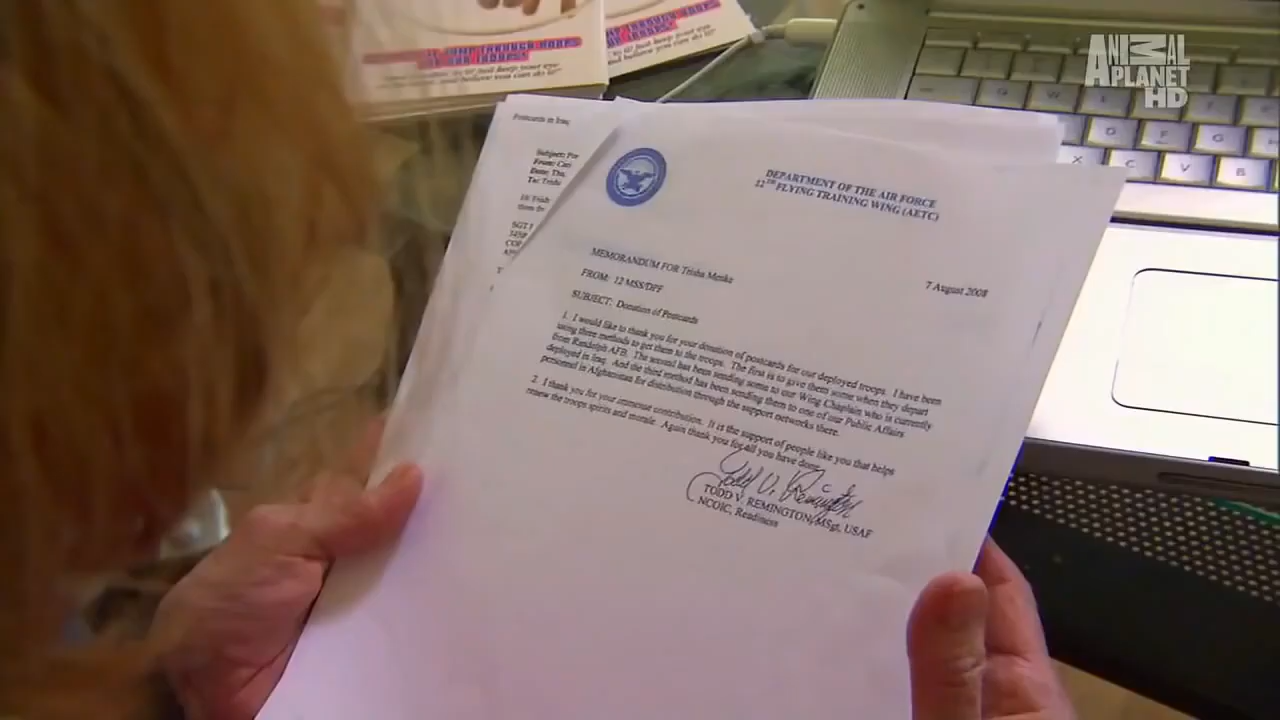 ANIMAL
PLANET
HD
Postcards in Iraq
Subject:
From:
Date:
To: Trisha
DEPARTMENT OF THE AIR FORCE
12TH FLYING TRAINING WING (AETC)
MEMORANDUM FOR Trisha Menke
7 August 2008
FROM: 12 MSS/DPF
SUBJECT: Donation of Postcards
1. I would like to thank you for your donation of postcards for our deployed troops. I have been
using three methods to get them to the troops. The first is to give them some when they depart
from Randolph AFB. The second has been sending some to our Wing Chaplain who is currently
deployed in Iraq. And the third method has been sending them to one of our Public Affairs
personnel in Afghanistan for distribution through the support networks there.
2. I thank you for your immense contribution. It is the support of people like you that helps
renew the troops spirits and morale. Again thank you for all you have done.
Todd V. Remington
TODD V. REMINGTON, MSgt, USAF
NCOIC, Readiness
D F G
X C V B